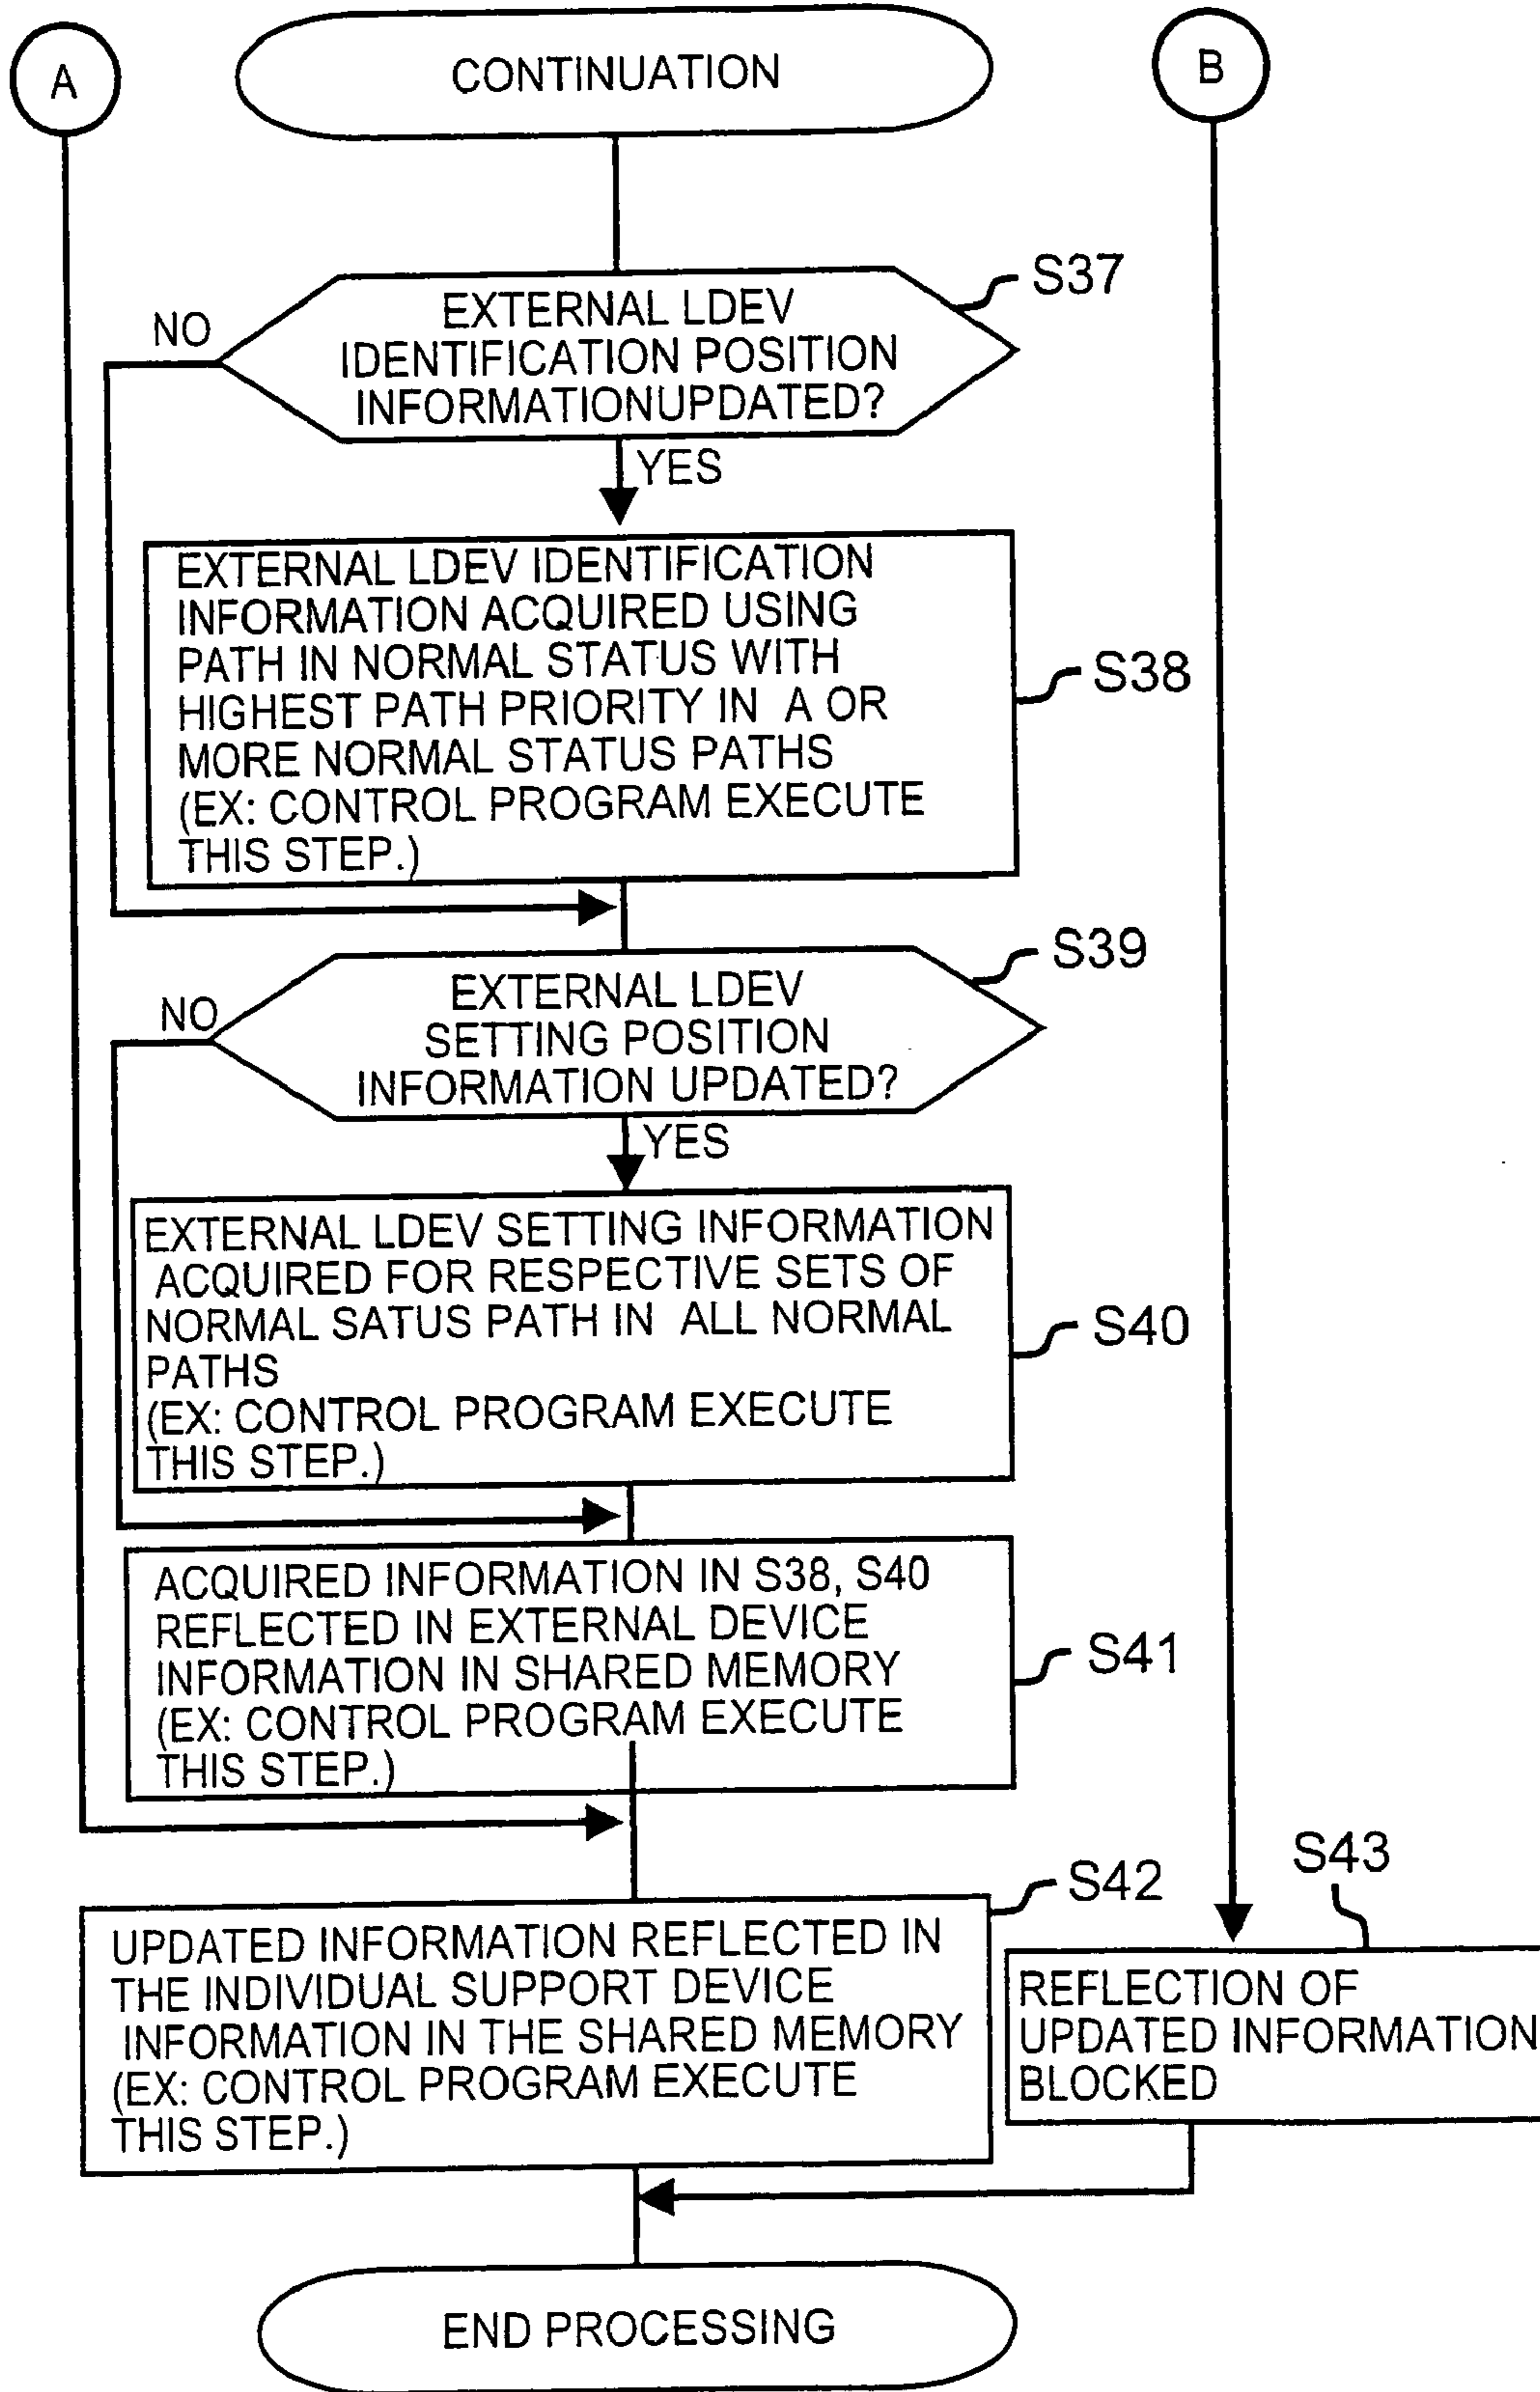 A
CONTINUATION
B
S37
EXTERNAL LDEV
IDENTIFICATION POSITION
INFORMATIONUPDATED?
NO
YES
EXTERNAL LDEV IDENTIFICATION
INFORMATION ACQUIRED USING
PATH IN NORMAL STATUS WITH
HIGHEST PATH PRIORITY IN A OR
MORE NORMAL STATUS PATHS
(EX: CONTROL PROGRAM EXECUTE
THIS STEP.)
S38
S39
EXTERNAL LDEV
SETTING POSITION
INFORMATION UPDATED?
NO
YES
EXTERNAL LDEV SETTING INFORMATION
ACQUIRED FOR RESPECTIVE SETS OF
NORMAL SATUS PATH IN ALL NORMAL
PATHS
(EX: CONTROL PROGRAM EXECUTE
THIS STEP.)
S40
ACQUIRED INFORMATION IN S38, S40
REFLECTED IN EXTERNAL DEVICE
INFORMATION IN SHARED MEMORY
(EX: CONTROL PROGRAM EXECUTE
THIS STEP.)
S41
S42
UPDATED INFORMATION REFLECTED IN
THE INDIVIDUAL SUPPORT DEVICE
INFORMATION IN THE SHARED MEMORY
(EX: CONTROL PROGRAM EXECUTE
THIS STEP.)
S43
REFLECTION OF
UPDATED INFORMATION
BLOCKED
END PROCESSING